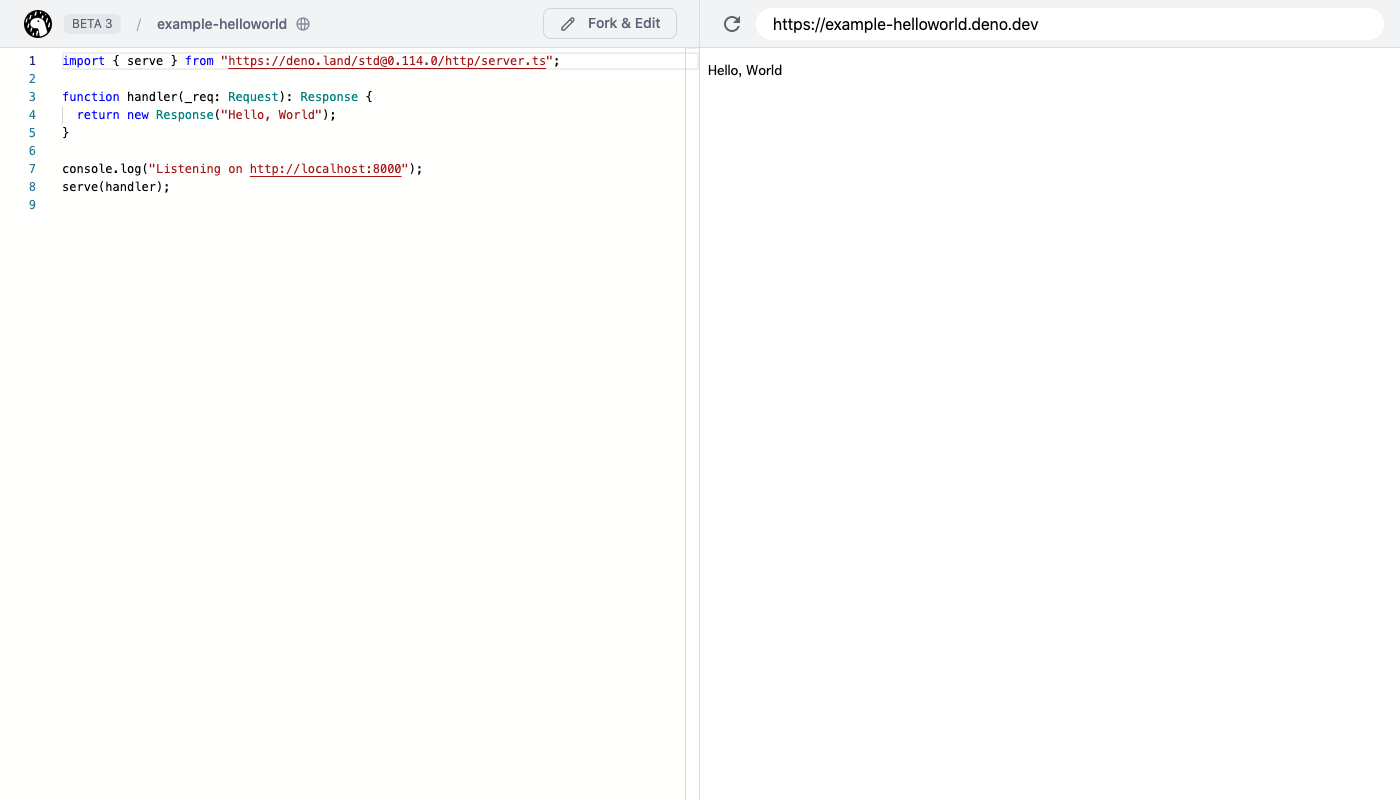 BETA 3 / example-helloworld Fork & Edit
1 import { serve } from "https://deno.land/std@0.114.0/http/server.ts";
2
3 function handler(_req: Request): Response {
4   return new Response("Hello, World");
5 }
6
7 console.log("Listening on http://localhost:8000");
8 serve(handler);
9
https://example-helloworld.deno.dev
Hello, World